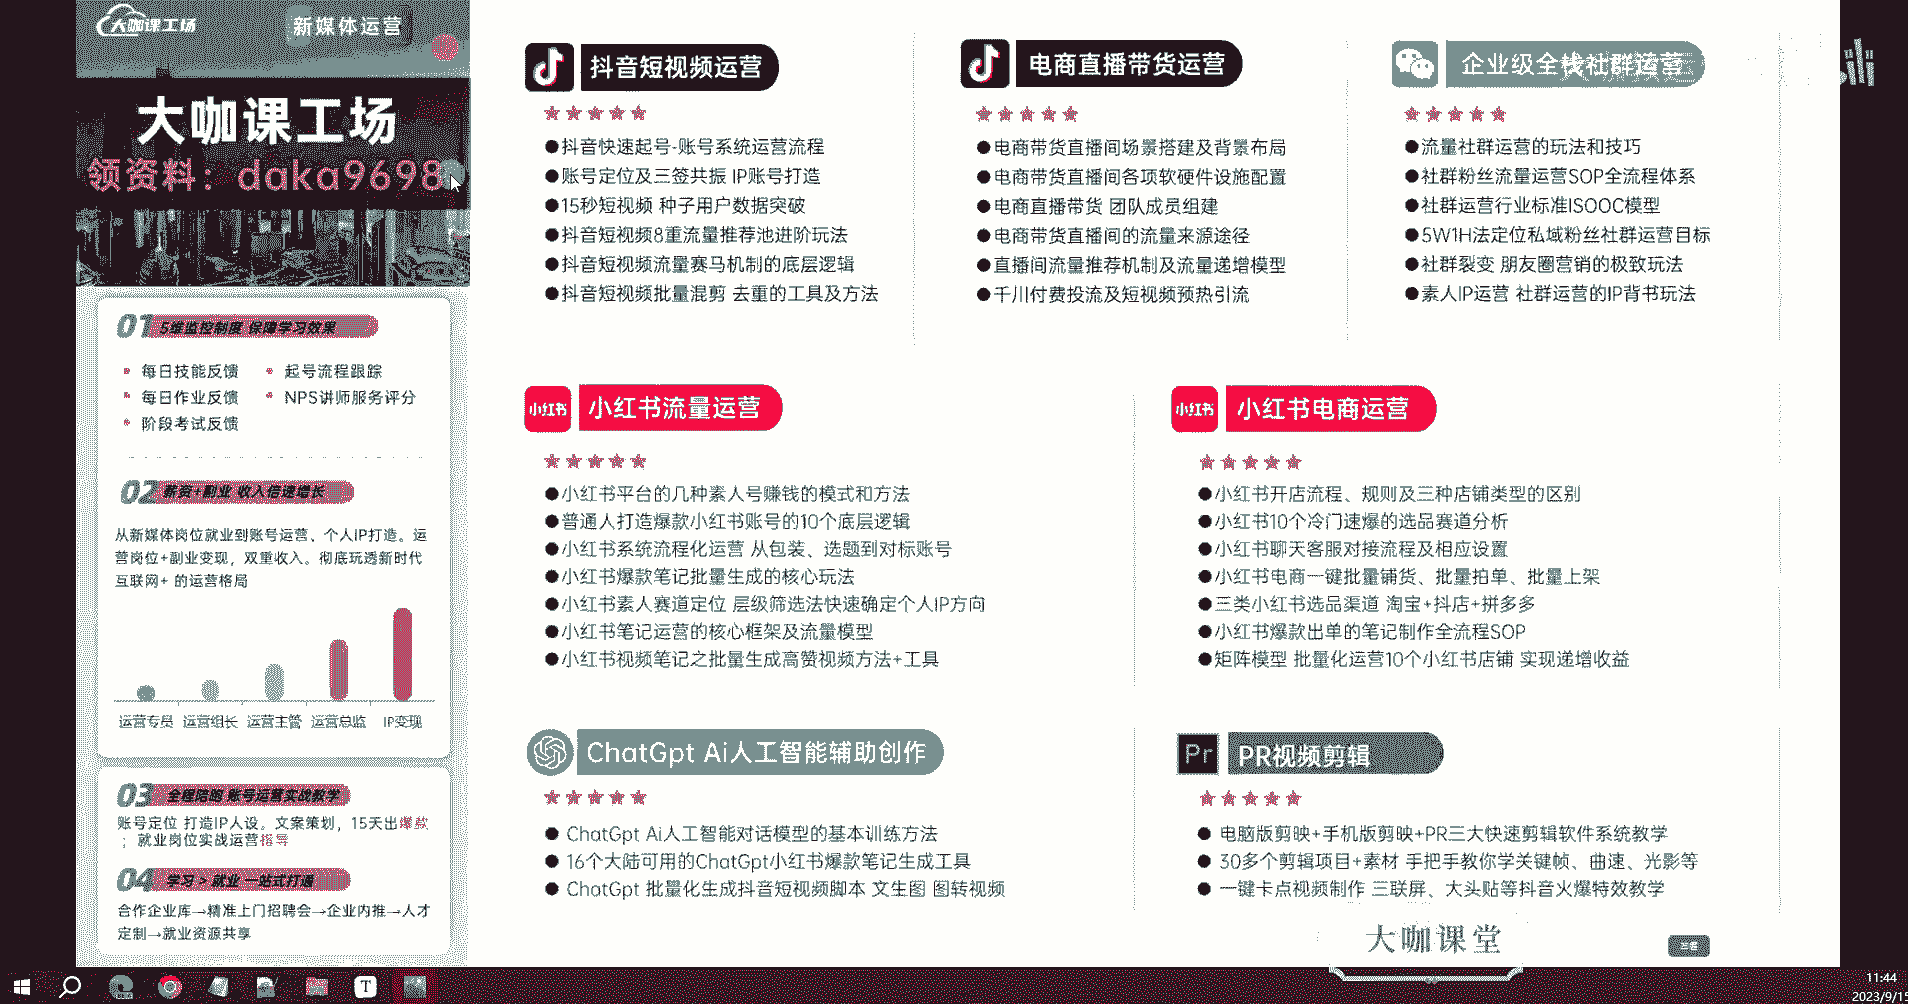 大咖课工场
新媒体运营
大咖课工场
领资料：daka9698
01 5维监控制度 保障学习效果
每日技能反馈
起号流程跟踪
每日作业反馈
NPS讲师服务评分
阶段考试反馈
02 薪资+副业 收入倍速增长
从新媒体岗位就业到账号运营、个人IP打造。运
营岗位+副业变现，双重收入。彻底玩透新时代
互联网+ 的运营格局
运营专员 运营组长 运营主管 运营总监 IP变现
03 全程陪跑 账号运营实战教学
账号定位 打造IP人设。文案策划，15天出爆款
；就业岗位实战运营指导
04 学习 > 就业 一站式打通
合作企业库→精准上门招聘会→企业内推→人才
定制→就业资源共享
抖音短视频运营
●抖音快速起号-账号系统运营流程
●账号定位及三签共振 IP账号打造
●15秒短视频 种子用户数据突破
●抖音短视频8重流量推荐池进阶玩法
●抖音短视频流量赛马机制的底层逻辑
●抖音短视频批量混剪 去重的工具及方法
电商直播带货运营
●电商带货直播间场景搭建及背景布局
●电商带货直播间各项软硬件设施配置
●电商直播带货 团队成员组建
●电商带货直播间的流量来源途径
●直播间流量推荐机制及流量递增模型
●千川付费投流及短视频预热引流
企业级全栈社群运营
●流量社群运营的玩法和技巧
●社群粉丝流量运营SOP全流程体系
●社群运营行业标准ISOOC模型
●5W1H法定位私域粉丝社群运营目标
●社群裂变 朋友圈营销的极致玩法
●素人IP运营 社群运营的IP背书玩法
小红书
小红书流量运营
●小红书平台的几种素人号赚钱的模式和方法
●普通人打造爆款小红书账号的10个底层逻辑
●小红书系统流程化运营 从包装、选题到对标账号
●小红书爆款笔记批量生成的核心玩法
●小红书素人赛道定位 层级筛选法快速确定个人IP方向
●小红书笔记运营的核心框架及流量模型
●小红书视频笔记之批量生成高赞视频方法+工具
小红书
小红书电商运营
●小红书开店流程、规则及三种店铺类型的区别
●小红书10个冷门速爆的选品赛道分析
●小红书聊天客服对接流程及相应设置
●小红书电商一键批量铺货、批量拍单、批量上架
●三类小红书选品渠道 淘宝+抖店+拼多多
●小红书爆款出单的笔记制作全流程SOP
●矩阵模型 批量化运营10个小红书店铺 实现递增收益
ChatGpt Ai人工智能辅助创作
● ChatGpt Ai人工智能对话模型的基本训练方法
● 16个大陆可用的ChatGpt小红书爆款笔记生成工具
● ChatGpt 批量化生成抖音短视频脚本 文生图 图转视频
Pr
PR视频剪辑
● 电脑版剪映+手机版剪映+PR三大快速剪辑软件系统教学
● 30多个剪辑项目+素材 手把手教你学关键帧、曲速、光影等
● 一键卡点视频制作 三联屏、大头贴等抖音火爆特效教学
大咖课堂
T
11:44
2023/9/15